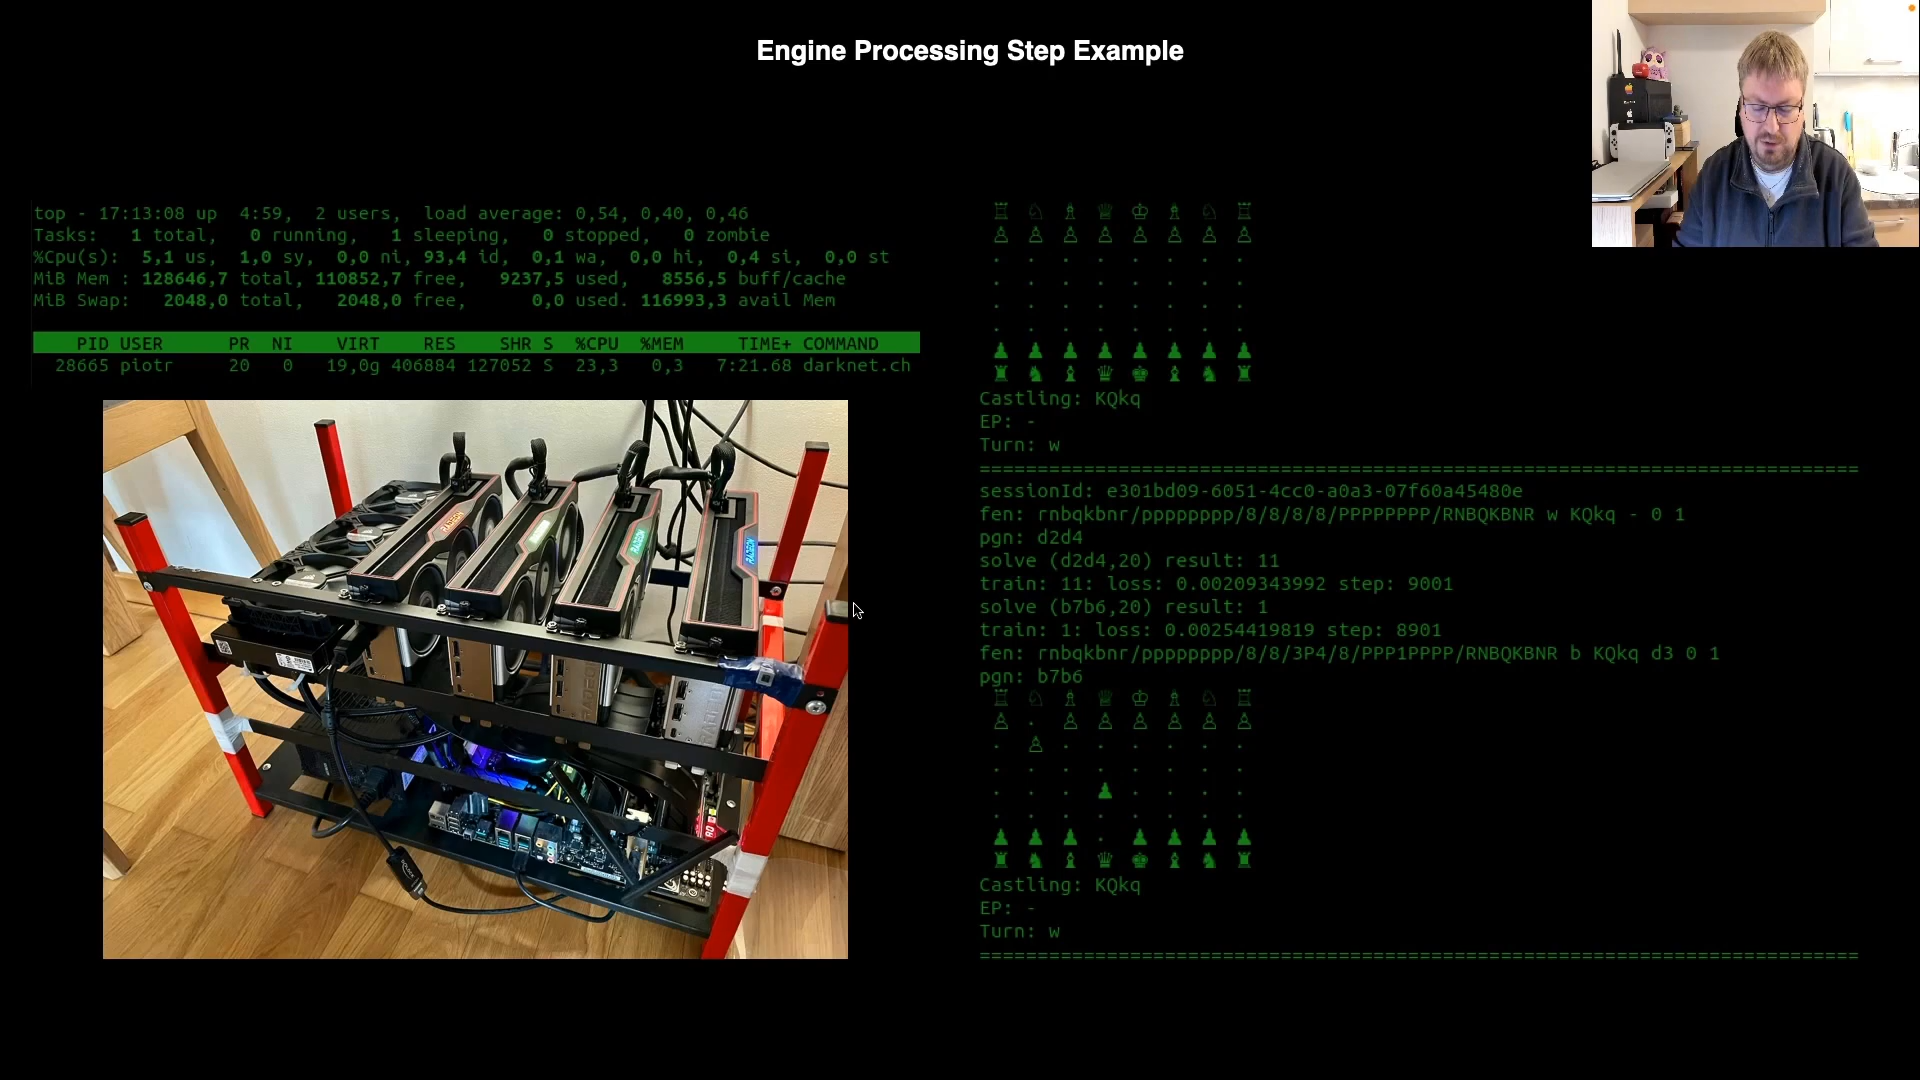 Engine Processing Step Example
top - 17:13:08 up  4:59,  2 users,  load average: 0,54, 0,40, 0,46
Tasks:   1 total,   0 running,   1 sleeping,   0 stopped,   0 zombie
%Cpu(s):  5,1 us,  1,0 sy,  0,0 ni, 93,4 id,  0,1 wa,  0,0 hi,  0,4 si,  0,0 st
MiB Mem : 128646,7 total, 110852,7 free,   9237,5 used,   8556,5 buff/cache
MiB Swap:   2048,0 total,   2048,0 free,      0,0 used. 116993,3 avail Mem
PID USER      PR  NI    VIRT    RES    SHR S  %CPU  %MEM     TIME+ COMMAND
28665 piotr     20   0   19,0g 406884 127052 S  23,3   0,3   7:21.68 darknet.ch
RADEON
RADEON
RADEON
♖ ♘ ♗ ♕ ♔ ♗ ♘ ♖
♙ ♙ ♙ ♙ ♙ ♙ ♙ ♙
. . . . . . . .
. . . . . . . .
. . . . . . . .
. . . . . . . .
♟ ♟ ♟ ♟ ♟ ♟ ♟ ♟
♜ ♞ ♝ ♛ ♚ ♝ ♞ ♜
Castling: KQkq
EP: -
Turn: w
============================================================================
sessionId: e301bd09-6051-4cc0-a0a3-07f60a45480e
fen: rnbqkbnr/pppppppp/8/8/8/8/PPPPPPPP/RNBQKBNR w KQkq - 0 1
pgn: d2d4
solve (d2d4,20) result: 11
train: 11: loss: 0.00209343992 step: 9001
solve (b7b6,20) result: 1
train: 1: loss: 0.00254419819 step: 8901
fen: rnbqkbnr/pppppppp/8/8/3P4/8/PPP1PPPP/RNBQKBNR b KQkq d3 0 1
pgn: b7b6
♖ ♘ ♗ ♕ ♔ ♗ ♘ ♖
♙ . ♙ ♙ ♙ ♙ ♙ ♙
. ♙ . . . . . .
. . . . . . . .
. . . ♟ . . . .
. . . . . . . .
♟ ♟ ♟ . ♟ ♟ ♟ ♟
♜ ♞ ♝ ♛ ♚ ♝ ♞ ♜
Castling: KQkq
EP: -
Turn: w
============================================================================